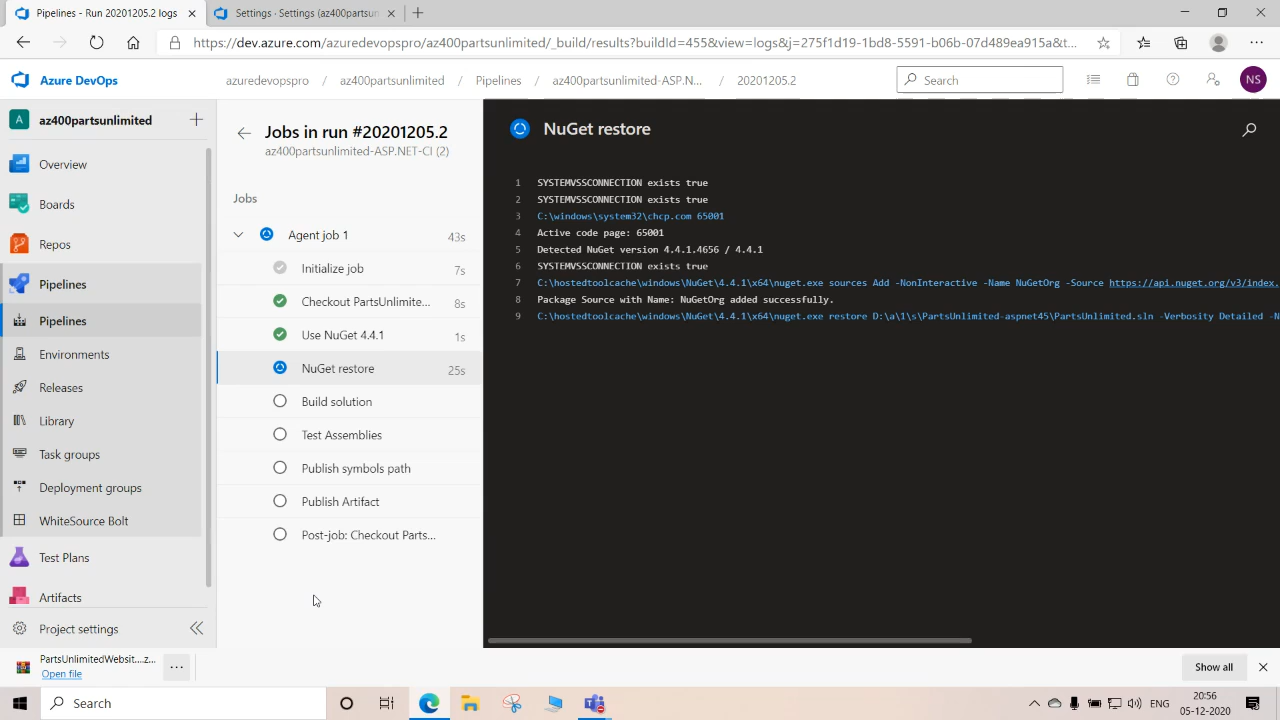 Pipelines - Run 20201205.2 logs
Settings · Settings (az400partsun
https://dev.azure.com/azuredevopspro/az400partsunlimited/_build/results?buildId=455&view=logs&j=275f1d19-1bd8-5591-b06b-07d489ea915a&t...
Azure DevOps
azuredevopspro / az400partsunlimited / Pipelines / az400partsunlimited-ASP.N... / 20201205.2
Search
NS
A
az400partsunlimited
Overview
Boards
Repos
Pipelines
Pipelines
Environments
Releases
Library
Task groups
Deployment groups
WhiteSource Bolt
Test Plans
Artifacts
Project settings
Jobs in run #20201205.2
az400partsunlimited-ASP.NET-CI (2)
Jobs
Agent job 1 43s
Initialize job 7s
Checkout PartsUnlimite... 8s
Use NuGet 4.4.1 1s
NuGet restore 25s
Build solution
Test Assemblies
Publish symbols path
Publish Artifact
Post-job: Checkout Parts...
NuGet restore
1 SYSTEMVSSCONNECTION exists true
2 SYSTEMVSSCONNECTION exists true
3 C:\windows\system32\chcp.com 65001
4 Active code page: 65001
5 Detected NuGet version 4.4.1.4656 / 4.4.1
6 SYSTEMVSSCONNECTION exists true
7 C:\hostedtoolcache\windows\NuGet\4.4.1\x64\nuget.exe sources Add -NonInteractive -Name NuGetOrg -Source https://api.nuget.org/v3/index.
8 Package Source with Name: NuGetOrg added successfully.
9 C:\hostedtoolcache\windows\NuGet\4.4.1\x64\nuget.exe restore D:\a\1\s\PartsUnlimited-aspnet45\PartsUnlimited.sln -Verbosity Detailed -N
PartsUnlimitedWebsit...z...
Open file
Show all
Search
ENG
20:56
05-12-2020